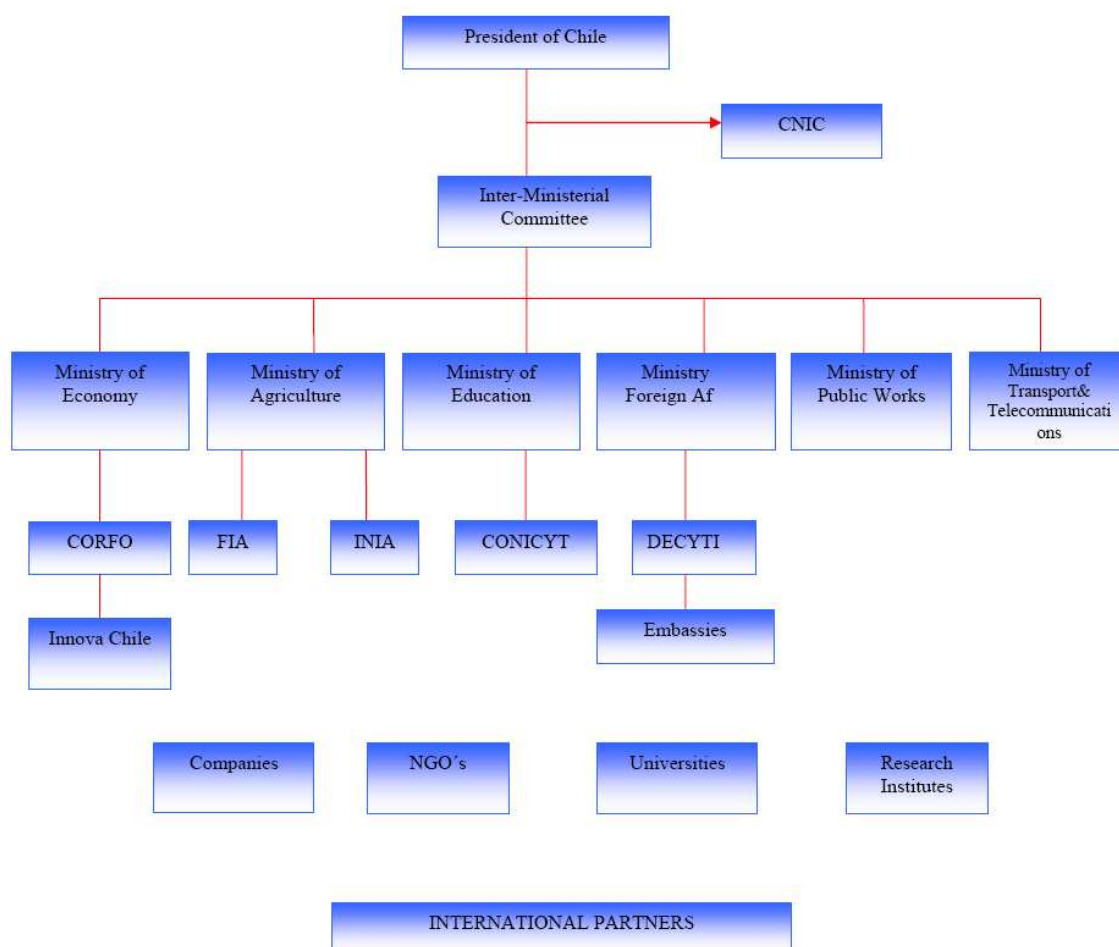 President of Chile
CNIC
Inter-Ministerial
Committee
Ministry of
Economy
Ministry of
Agriculture
Ministry of
Education
Ministry
Foreign Af
Ministry of
Public Works
Ministry of
Transport&
Telecommunicati
ons
CORFO
FIA
INIA
CONICYT
DECYTI
Innova Chile
Embassies
Companies
NGO´s
Universities
Research
Institutes
INTERNATIONAL PARTNERS